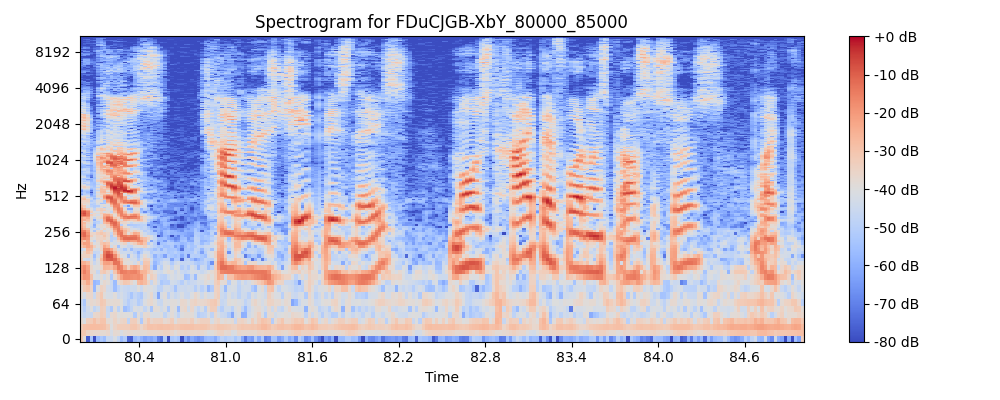 Spectrogram for FDuCJGB-XbY_80000_85000
8192
4096
2048
1024
512
256
128
64
0
Hz
80.4 81.0 81.6 82.2 82.8 83.4 84.0 84.6
Time
+0 dB
-10 dB
-20 dB
-30 dB
-40 dB
-50 dB
-60 dB
-70 dB
-80 dB